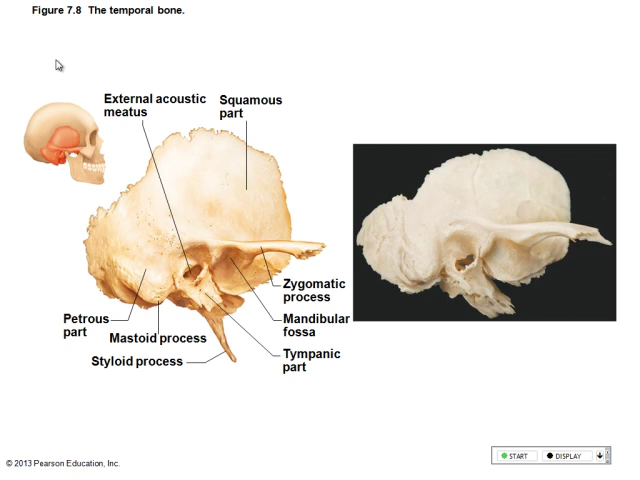 Figure 7.8 The temporal bone.
External acoustic
meatus
Squamous
part
Zygomatic
process
Petrous
part
Mandibular
fossa
Mastoid process
Styloid process
Tympanic
part
© 2013 Pearson Education, Inc.
START
DISPLAY